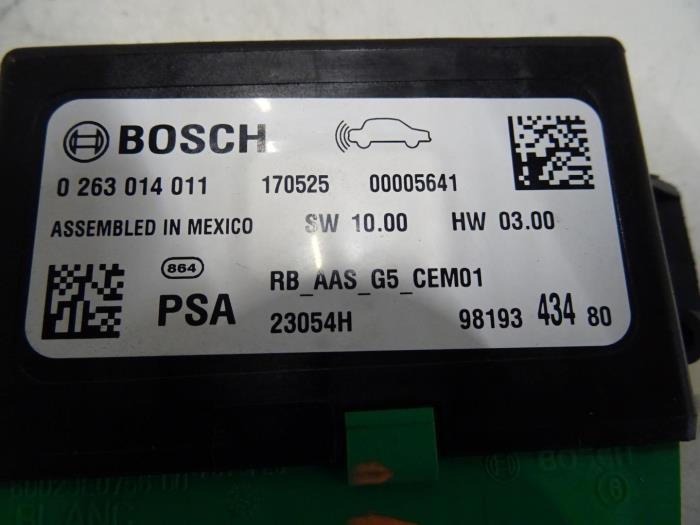 BOSCH
0 263 014 011 170525 00005641
ASSEMBLED IN MEXICO SW 10.00 HW 03.00
864 RB_AAS_G5_CEM01
PSA 23054H 98193 434 80
BOSCH
BLANC